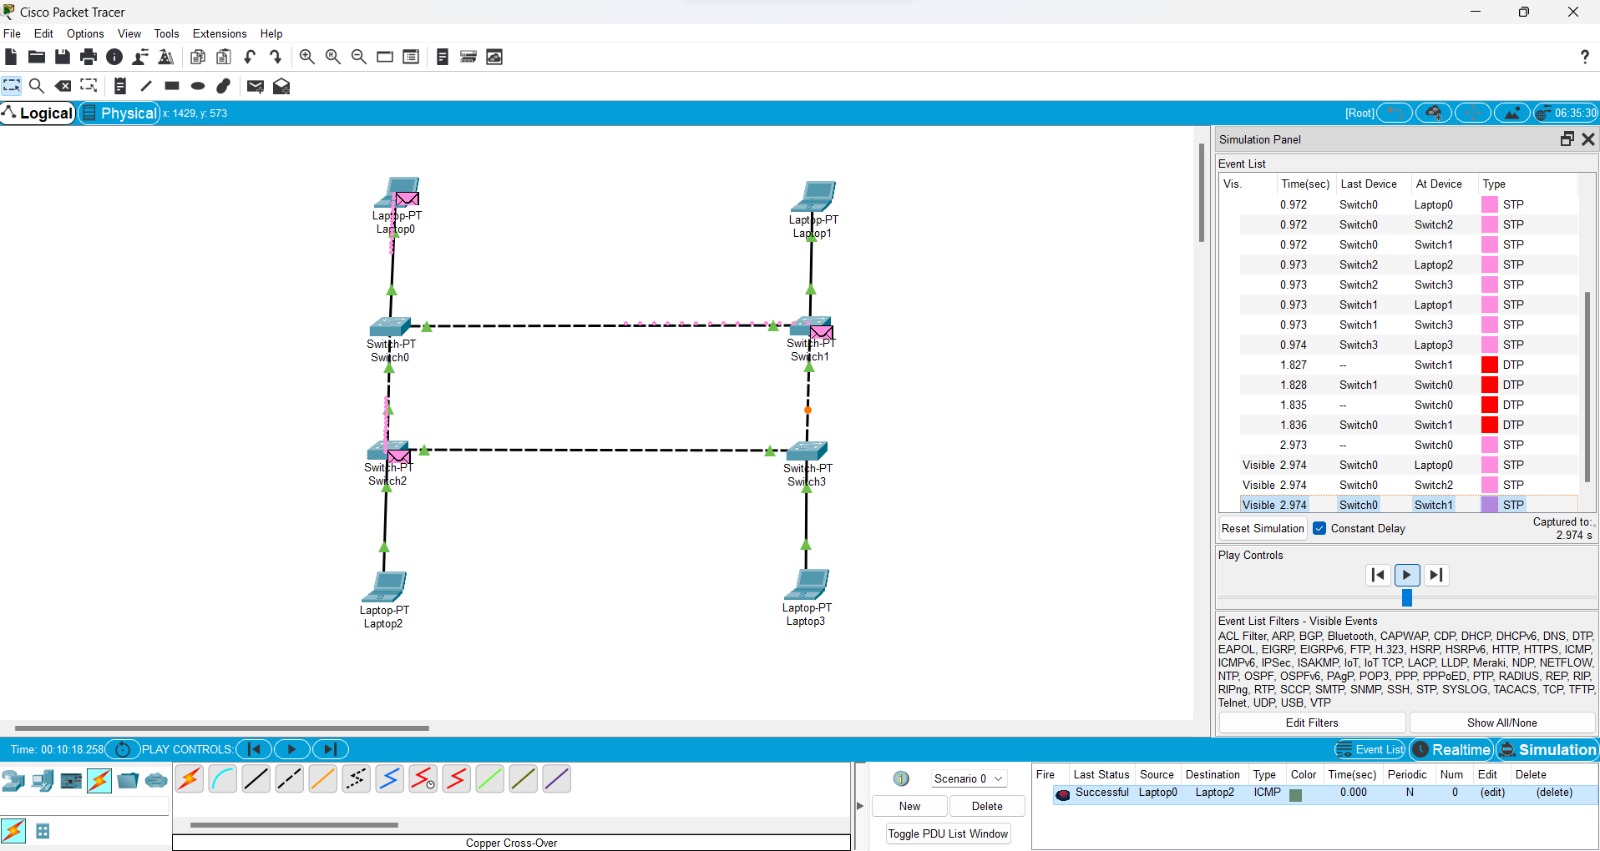 Cisco Packet Tracer
File Edit Options View Tools Extensions Help
Logical Physical x: 1429, y: 573 [Root] 06:35:30
Laptop-PT
Laptop0
Laptop-PT
Laptop1
Switch-PT
Switch0
Switch-PT
Switch1
Switch-PT
Switch2
Switch-PT
Switch3
Laptop-PT
Laptop2
Laptop-PT
Laptop3
Simulation Panel
Event List
Vis. Time(sec) Last Device At Device Type
0.972 Switch0 Laptop0 STP
0.972 Switch0 Switch2 STP
0.972 Switch0 Switch1 STP
0.973 Switch2 Laptop2 STP
0.973 Switch2 Switch3 STP
0.973 Switch1 Laptop1 STP
0.973 Switch1 Switch3 STP
0.974 Switch3 Laptop3 STP
1.827 -- Switch1 DTP
1.828 Switch1 Switch0 DTP
1.835 -- Switch0 DTP
1.836 Switch0 Switch1 DTP
2.973 -- Switch0 STP
Visible 2.974 Switch0 Laptop0 STP
Visible 2.974 Switch0 Switch2 STP
Visible 2.974 Switch0 Switch1 STP
Reset Simulation Constant Delay Captured to:
2.974 s
Play Controls
Event List Filters - Visible Events
ACL Filter, ARP, BGP, Bluetooth, CAPWAP, CDP, DHCP, DHCPv6, DNS, DTP,
EAPOL, EIGRP, EIGRPv6, FTP, H.323, HSRP, HSRPv6, HTTP, HTTPS, ICMP,
ICMPv6, IPSec, ISAKMP, IoT, IoT TCP, LACP, LLDP, Meraki, NDP, NETFLOW,
NTP, OSPF, OSPFv6, PAgP, POP3, PPP, PPPoED, PTP, RADIUS, REP, RIP,
RIPng, RTP, SCCP, SMTP, SNMP, SSH, STP, SYSLOG, TACACS, TCP, TFTP,
Telnet, UDP, USB, VTP
Edit Filters Show All/None
Time: 00:10:18.258 PLAY CONTROLS: Event List Realtime Simulation
Scenario 0
New Delete
Toggle PDU List Window
Fire Last Status Source Destination Type Color Time(sec) Periodic Num Edit Delete
Successful Laptop0 Laptop2 ICMP 0.000 N 0 (edit) (delete)
Copper Cross-Over